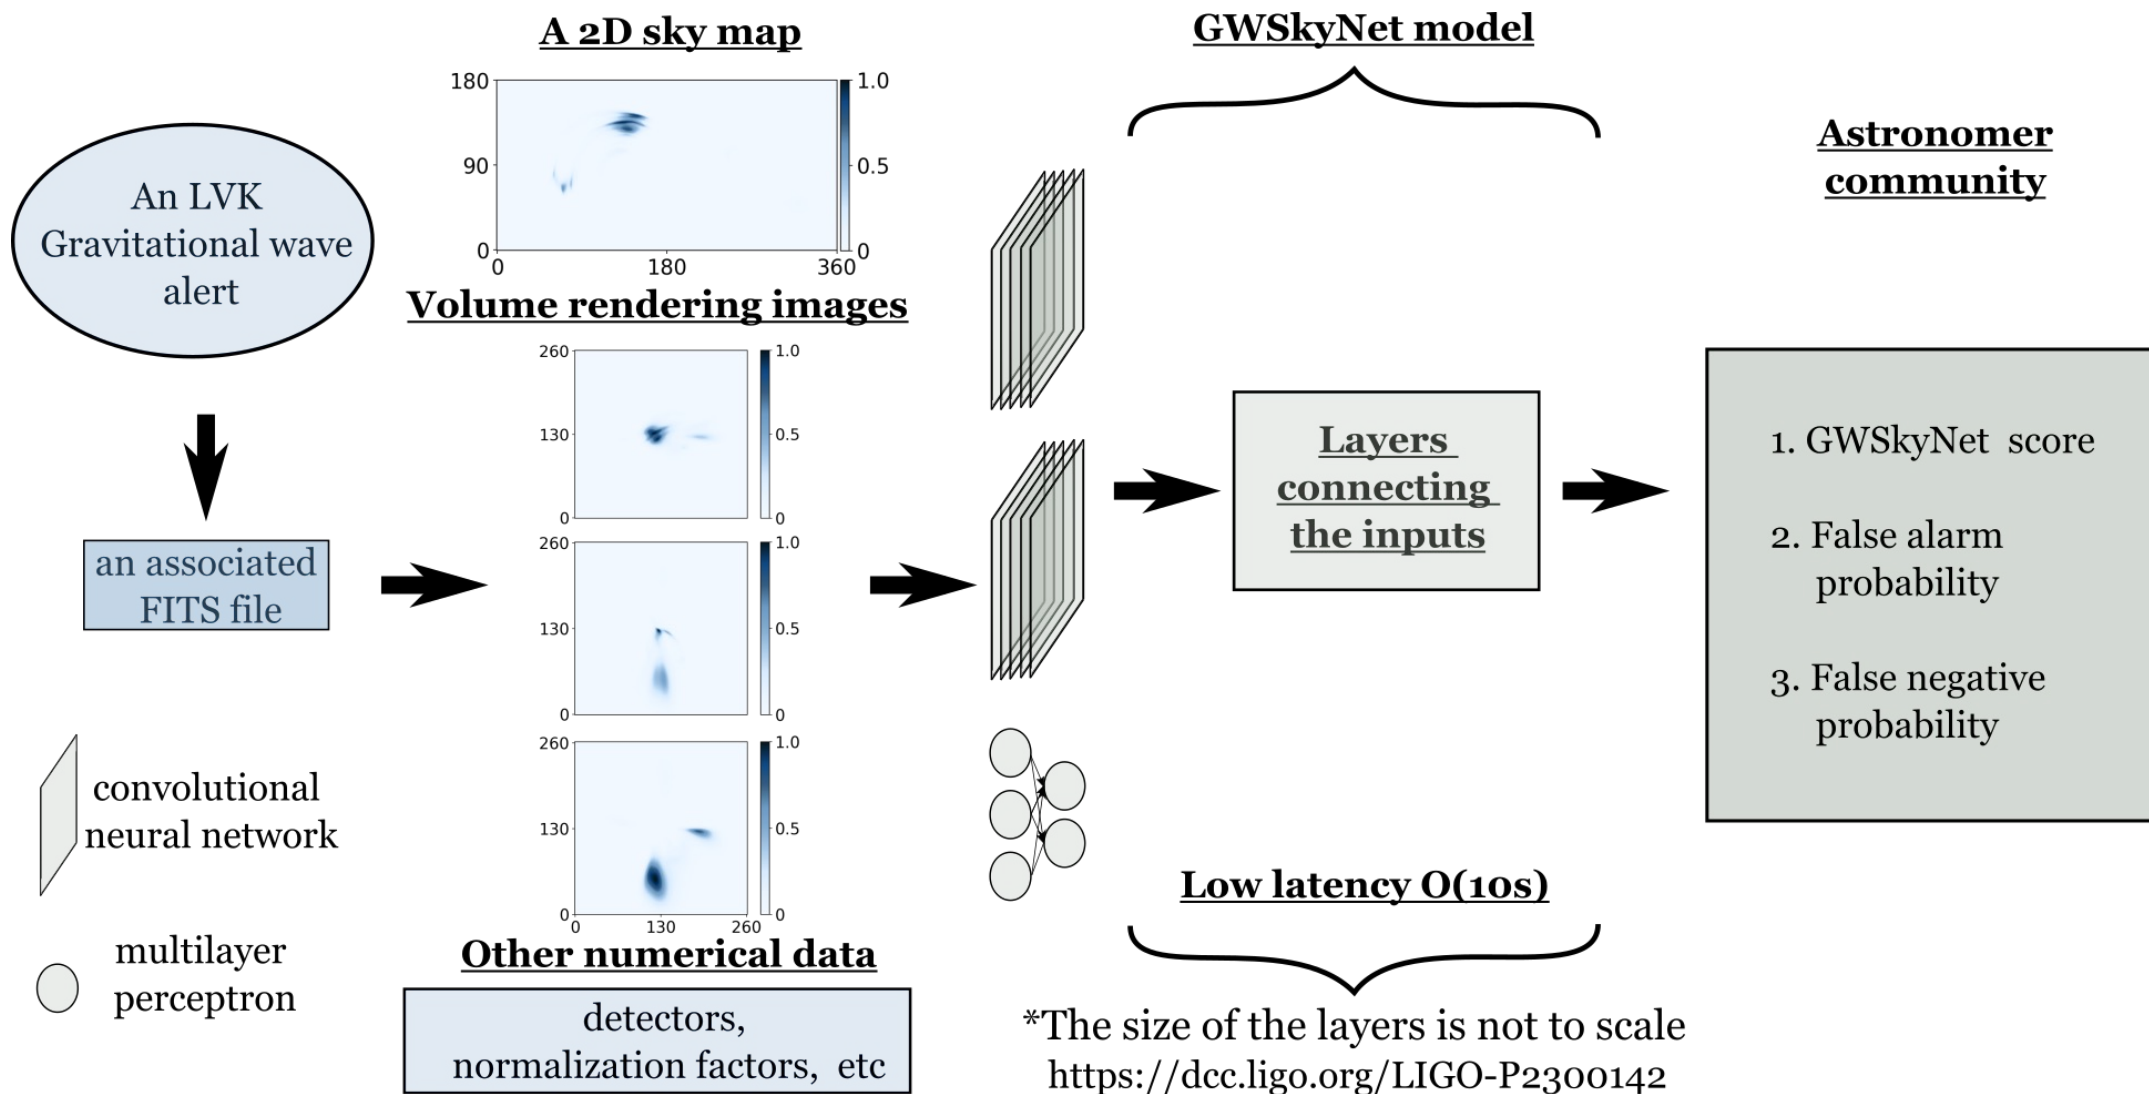 An LVK
Gravitational wave
alert
an associated
FITS file
convolutional
neural network
multilayer
perceptron
A 2D sky map
180
90
0
0
180
360
1.0
0.5
0
Volume rendering images
260
130
0
1.0
0.5
0
260
130
0
1.0
0.5
0
260
130
0
0
130
260
1.0
0.5
0
Other numerical data
detectors,
normalization factors, etc
GWSkyNet model
Layers
connecting
the inputs
Low latency O(10s)
*The size of the layers is not to scale
https://dcc.ligo.org/LIGO-P2300142
Astronomer
community
1. GWSkyNet score
2. False alarm
probability
3. False negative
probability